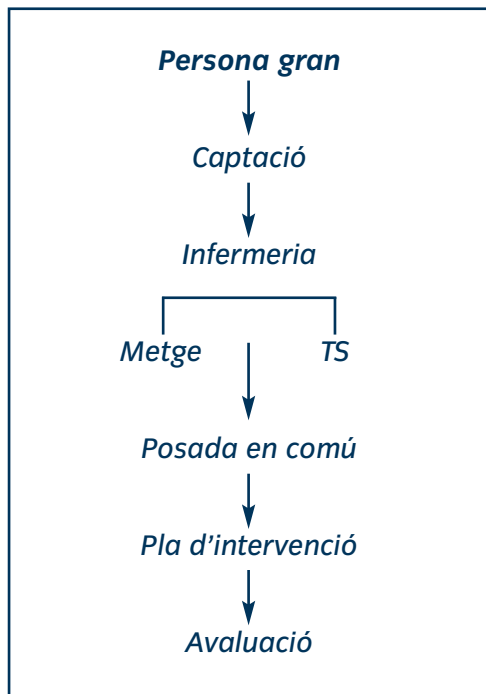 Persona gran
Captació
Infermeria
Metge TS
Posada en comú
Pla d'intervenció
Avaluació